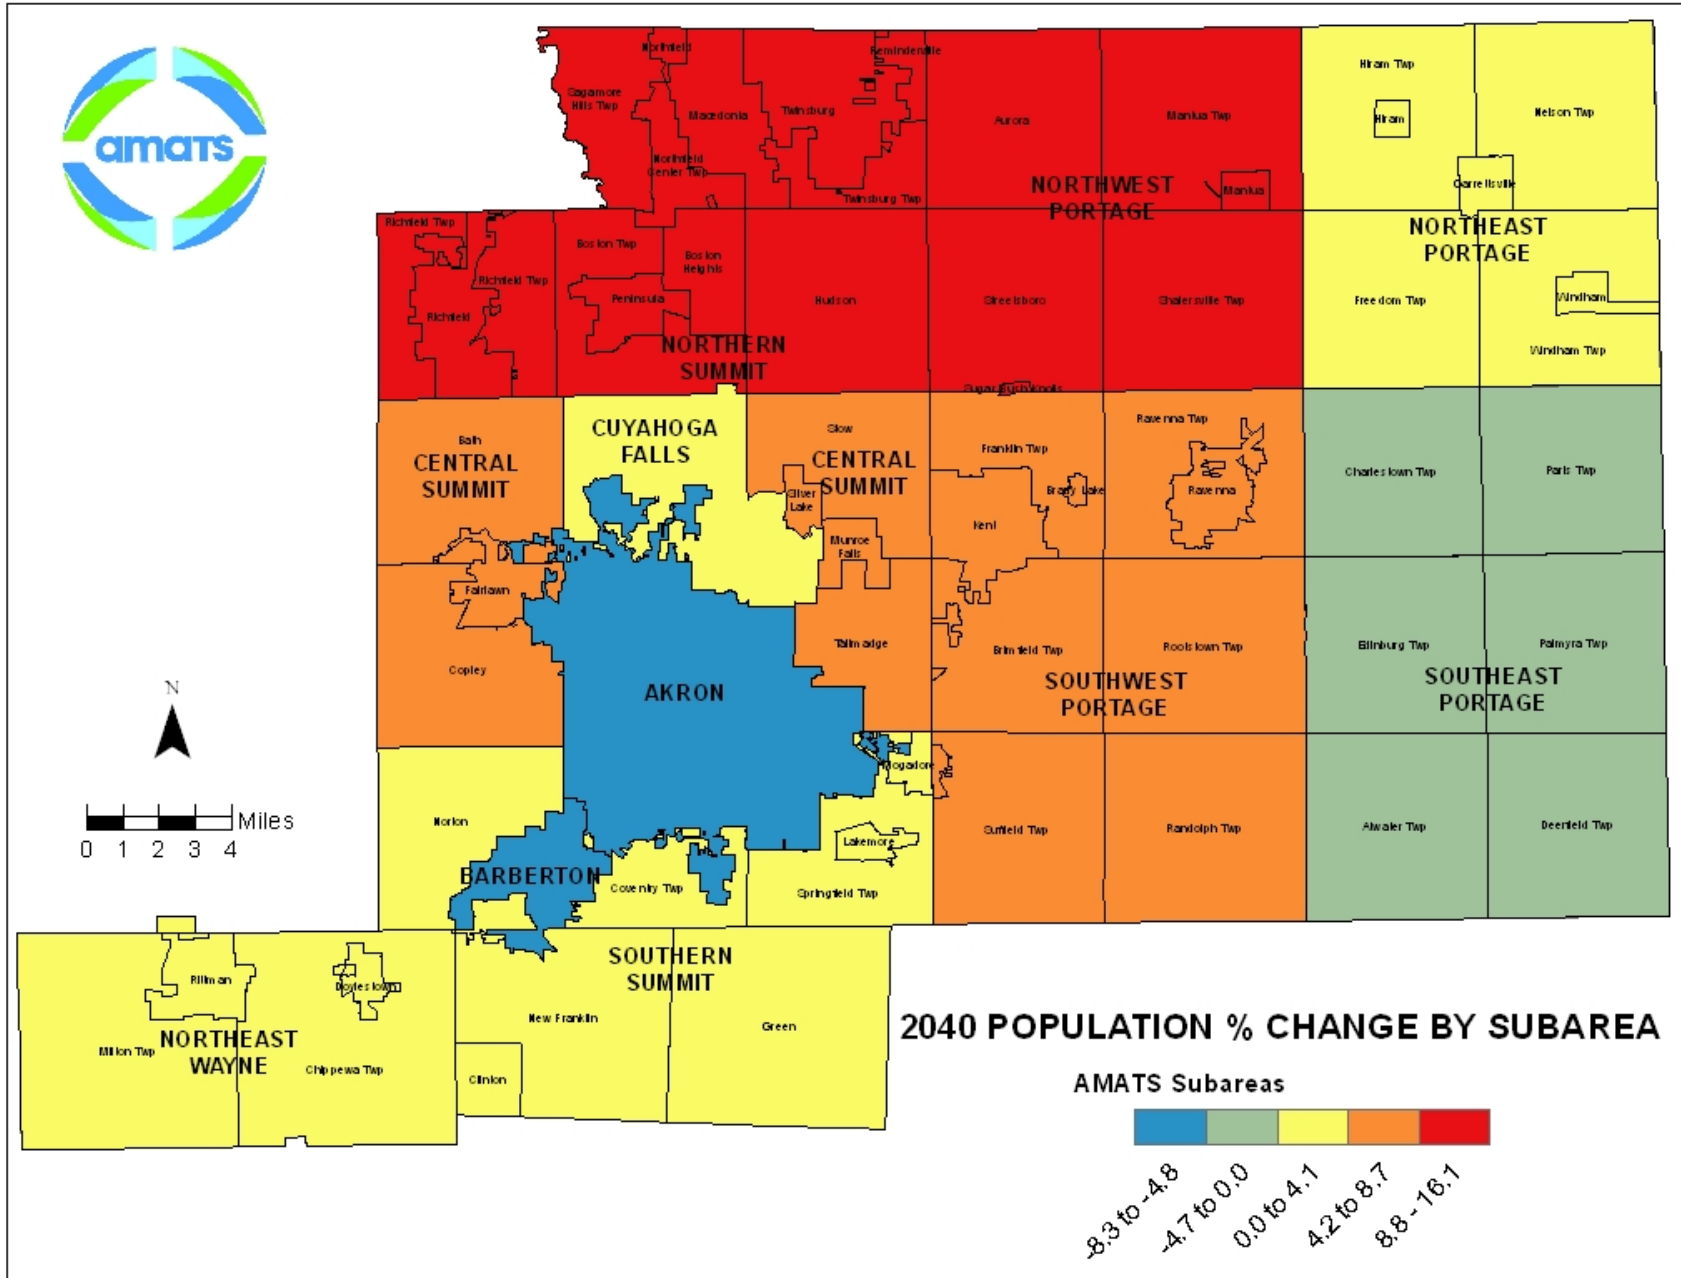 amaTS
Northfield
Reminderville
Sagamore
Hills Twp
Macedonia
Twinsburg
Aurora
Mantua Twp
Hiram Twp
Hiram
Nelson Twp
Northfield
Center Twp
Twinsburg Twp
NORTHWEST
PORTAGE
Mantua
Garrettsville
Richfield Twp
Boston Twp
Boston
Heights
Richfield Twp
Peninsula
Richfield
Hudson
Streetsboro
Shalersville Twp
NORTHEAST
PORTAGE
Freedom Twp
Windham
Windham Twp
NORTHERN
SUMMIT
Sugar Bush Knolls
Bath
CENTRAL
SUMMIT
CUYAHOGA
FALLS
Stow
CENTRAL
SUMMIT
Silver
Lake
Munroe
Falls
Franklin Twp
Brady Lake
Kent
Ravenna Twp
Ravenna
Charlestown Twp
Paris Twp
Fairlawn
Copley
AKRON
Tallmadge
Brimfield Twp
Rootstown Twp
SOUTHWEST
PORTAGE
Edinburg Twp
Palmyra Twp
SOUTHEAST
PORTAGE
N
Miles
0 1 2 3 4
Norton
BARBERTON
Coventry Twp
Mogadore
Lakemore
Springfield Twp
Suffield Twp
Randolph Twp
Atwater Twp
Deerfield Twp
Rittman
Doylestown
NORTHEAST
WAYNE
Milton Twp
Chippewa Twp
SOUTHERN
SUMMIT
New Franklin
Green
Clinton
2040 POPULATION % CHANGE BY SUBAREA
AMATS Subareas
-8.3 to -4.8
-4.7 to 0.0
0.0 to 4.1
4.2 to 8.7
8.8 - 16.1